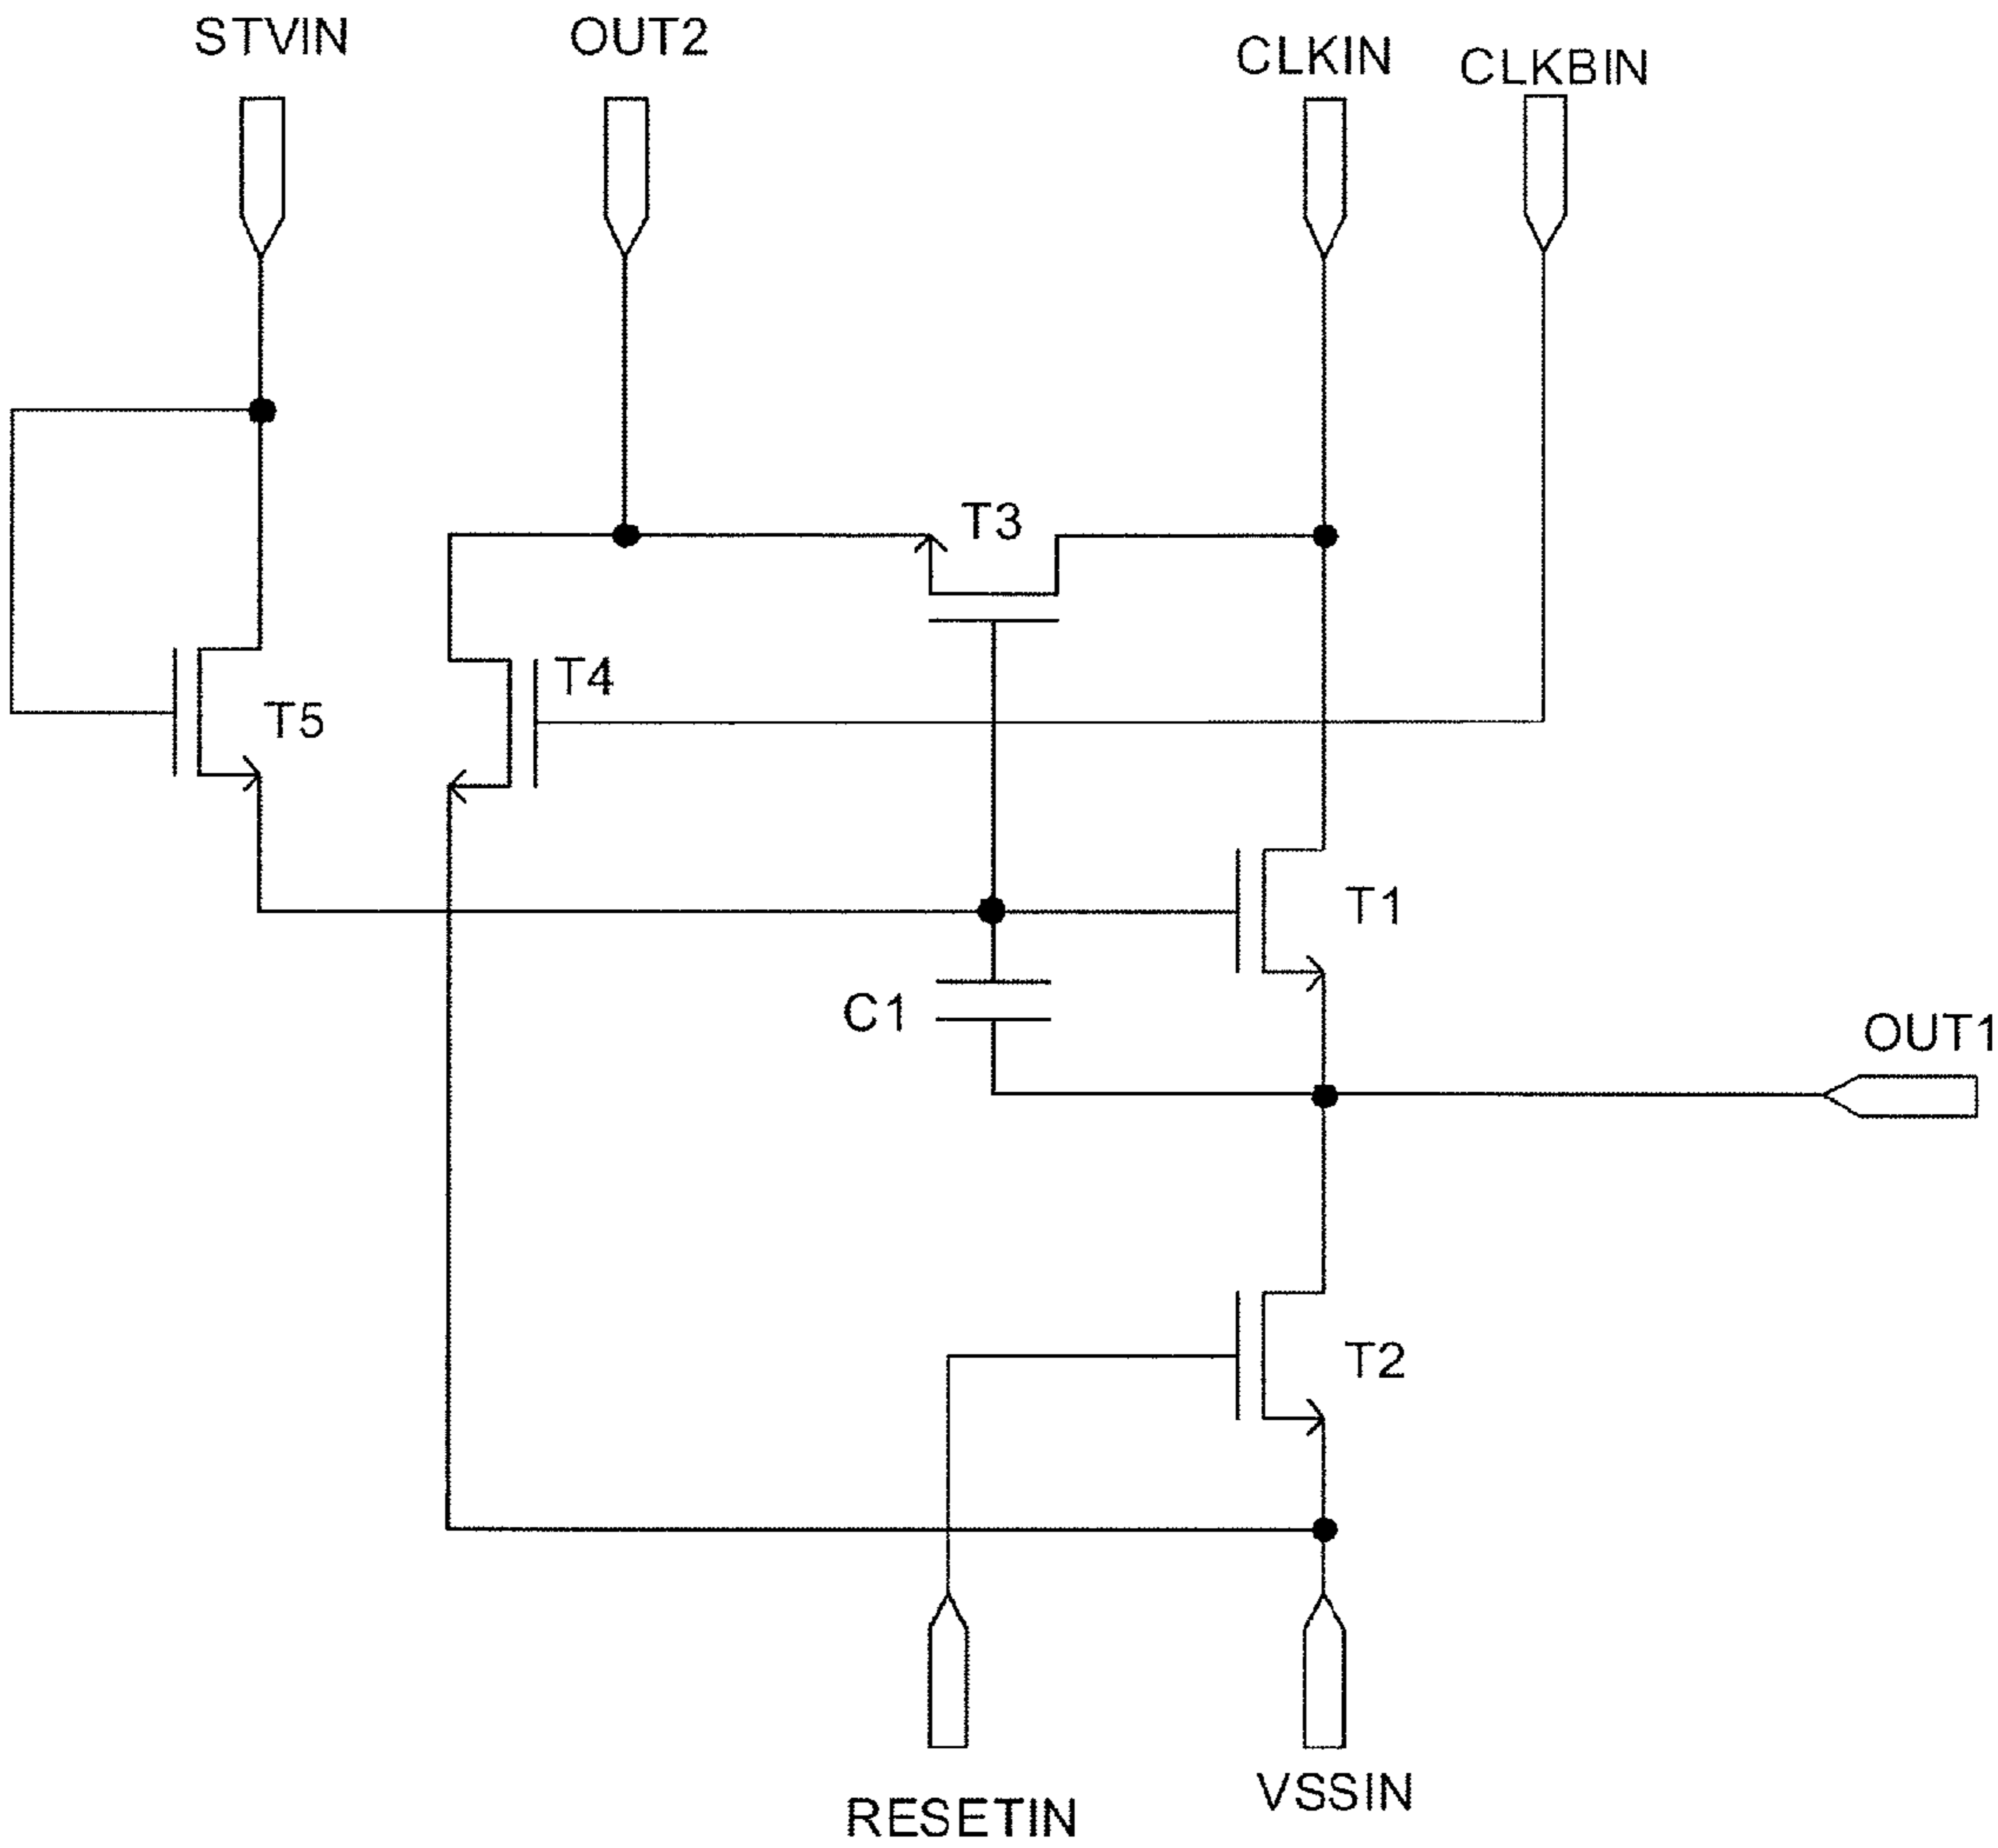 STVIN
OUT2
CLKIN
CLKBIN
T3
T4
T5
T1
C1
OUT1
T2
RESETIN
VSSIN